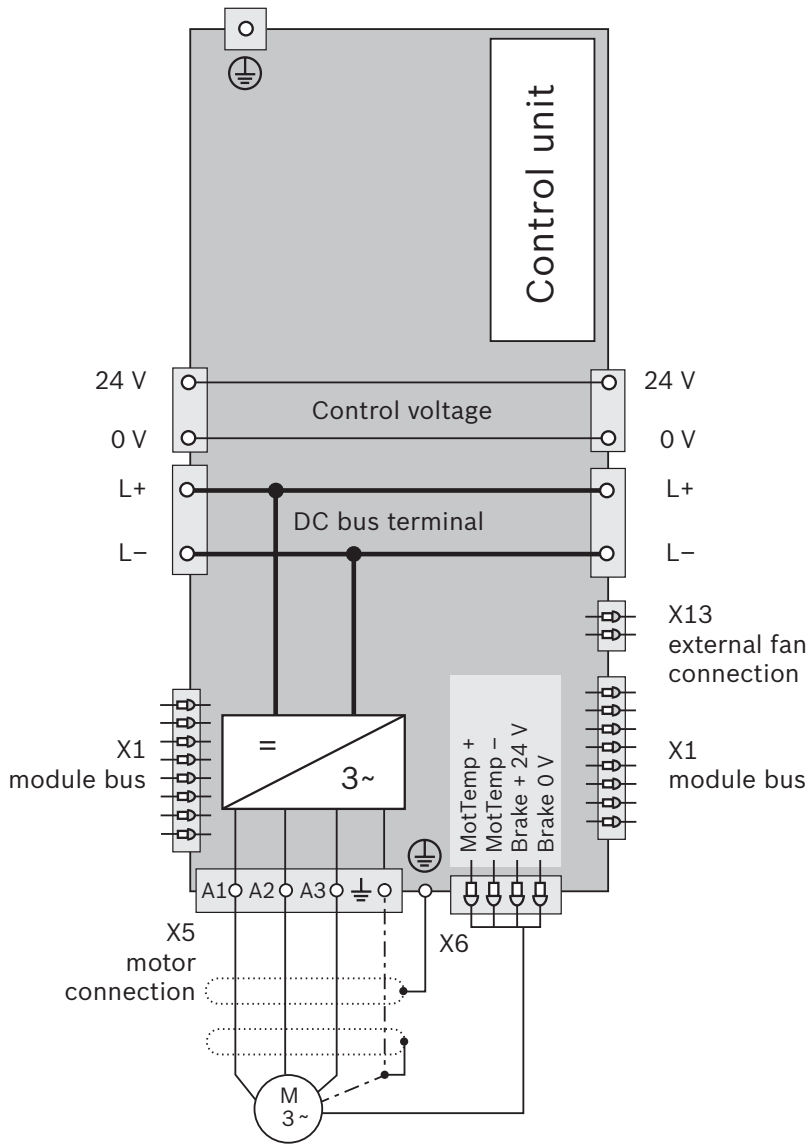 Control unit
24 V
24 V
Control voltage
0 V
0 V
L+
L+
DC bus terminal
L−
L−
X13
external fan
connection
X1
module bus
=
3~
MotTemp +
MotTemp −
Brake + 24 V
Brake 0 V
X1
module bus
A1
A2
A3
X5
motor
connection
X6
M
3~